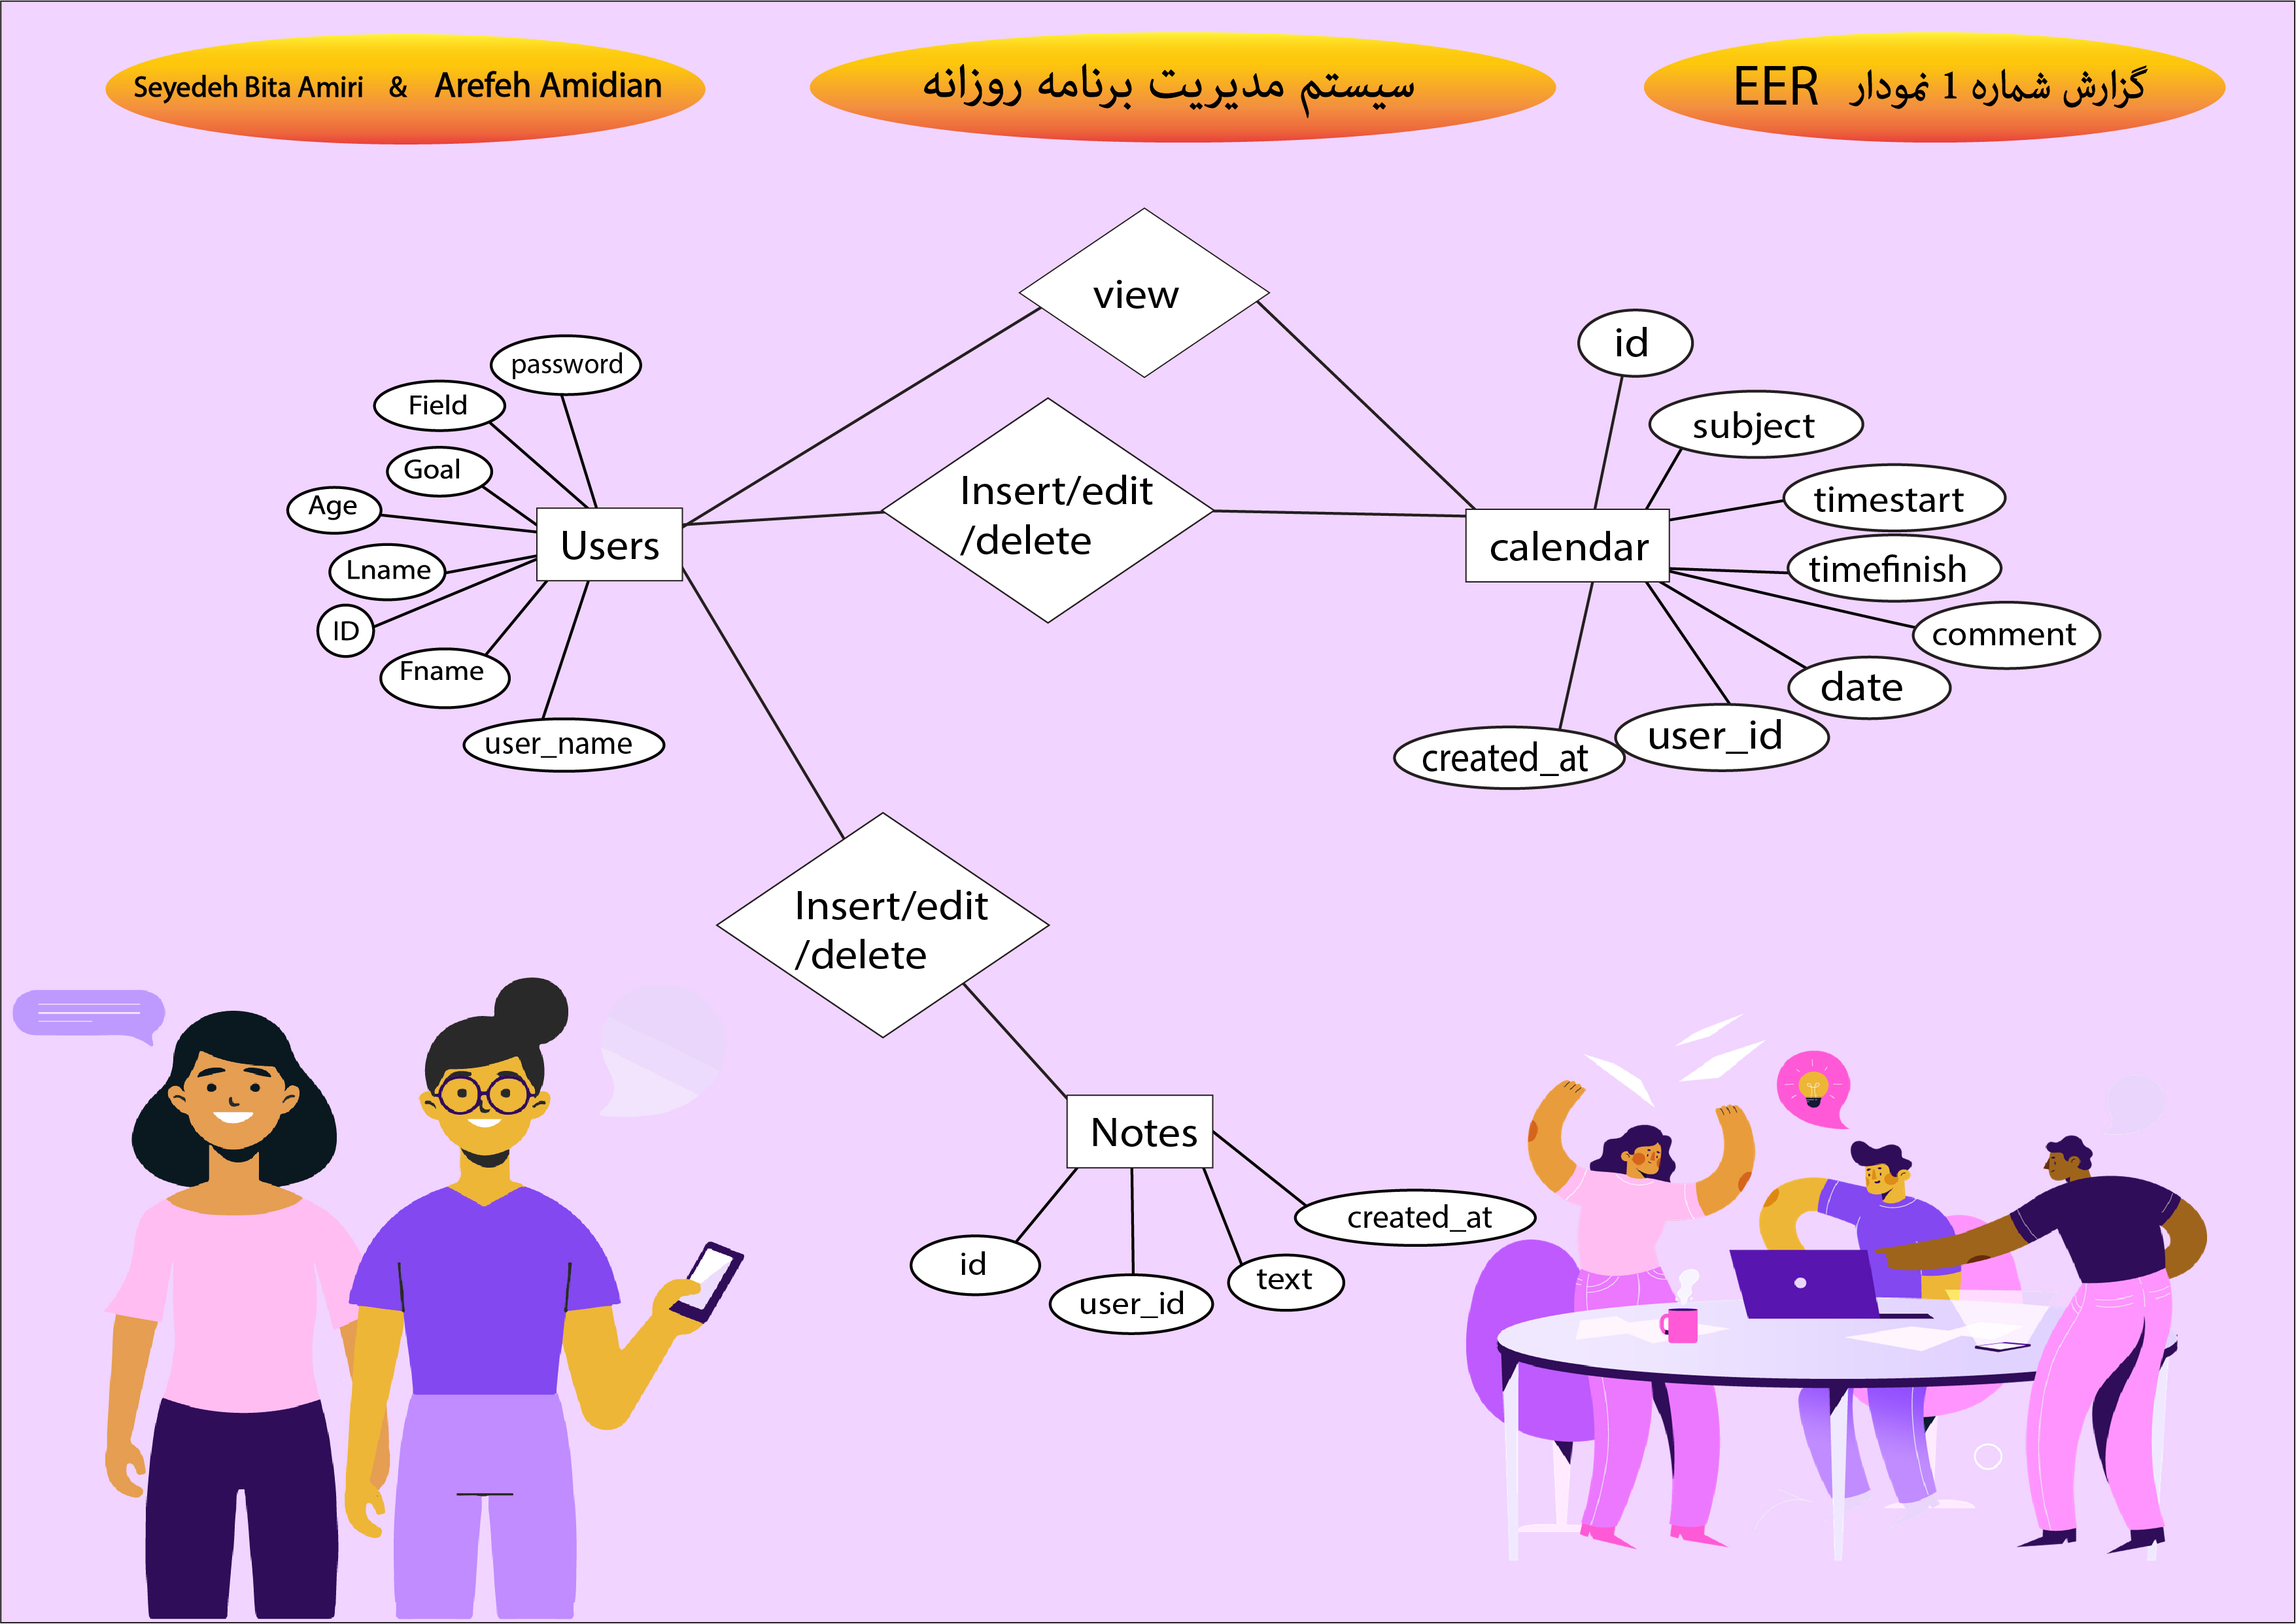 Seyedeh Bita Amiri & Arefeh Amidian
سیستم مدیریت برنامه روزانه
گزارش شماره 1 نمودار EER
view
password
Field
Goal
Age
Lname
ID
Fname
user_name
Users
Insert/edit
/delete
id
subject
timestart
timefinish
comment
date
user_id
created_at
calendar
Insert/edit
/delete
Notes
id
user_id
text
created_at